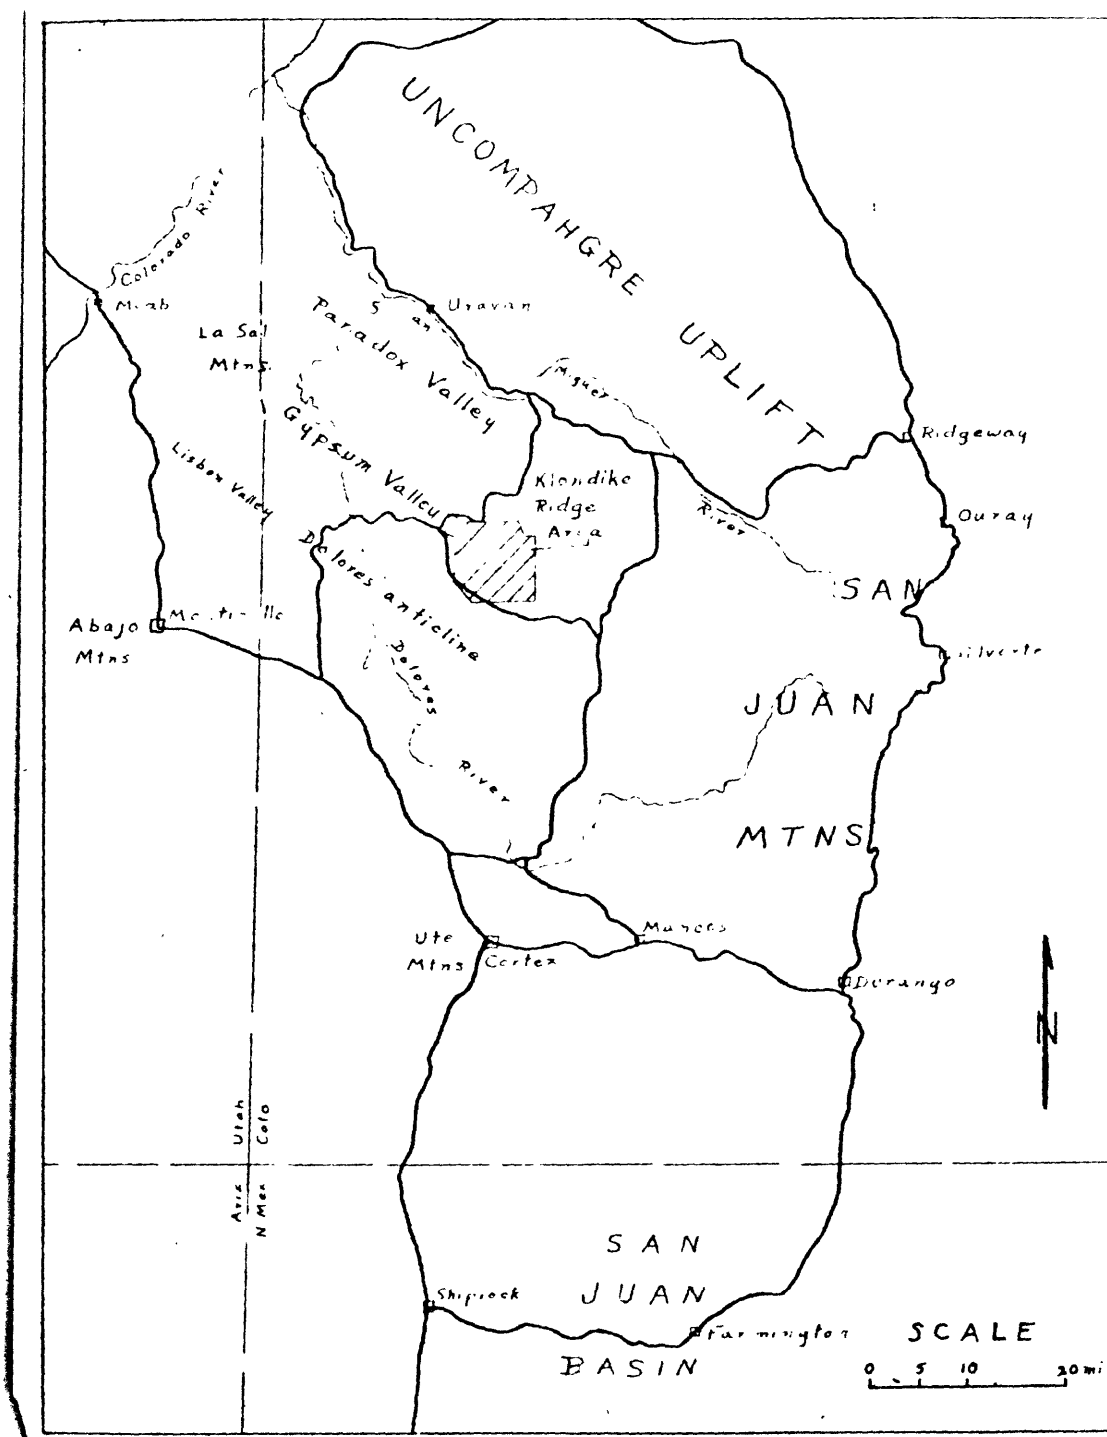 UNCOMPAHGRE UPLIFT
Colorado River
Uravan
La Sal
Mtns.
Paradox Valley
San
Miguel
River
Gypsum Valley
Lisbon Valley
Klondike
Ridge
Area
Ridgeway
Ouray
Dolores anticline
Abajo
Mtns
Dolores
River
SAN
JUAN
MTNS
Mancos
Ute
Mtns
Cortez
Durango
N
Utah
Colo
Ariz
N Mex
SAN
JUAN
BASIN
Shiprock
Farmington
SCALE
0 5 10 20 mi